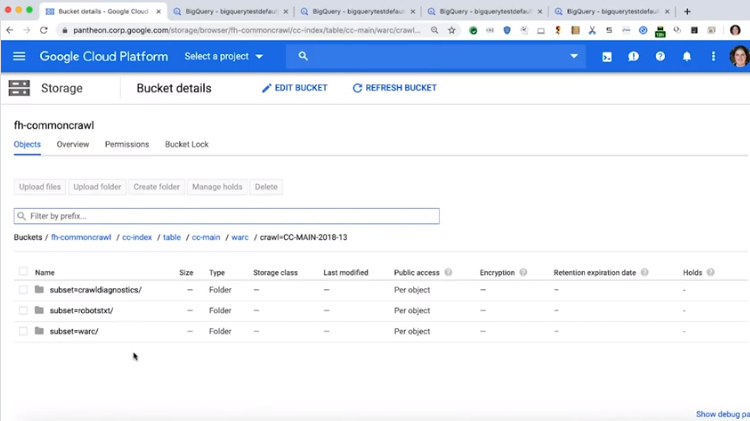 Bucket details - Google Cloud
BigQuery - bigquerytestdefault
BigQuery - bigquerytestdefault
BigQuery - bigquerytestdefault
BigQuery - bigquerytestdefault
pantheon.corp.google.com/storage/browser/fh-commoncrawl/cc-index/table/cc-main/warc/crawl...
Google Cloud Platform
Select a project
Storage
Bucket details
EDIT BUCKET
REFRESH BUCKET
fh-commoncrawl
Objects Overview Permissions Bucket Lock
Upload files Upload folder Create folder Manage holds Delete
Filter by prefix...
Buckets / fh-commoncrawl / cc-index / table / cc-main / warc / crawl=CC-MAIN-2018-13
Name Size Type Storage class Last modified Public access Encryption Retention expiration date Holds
subset=crawldiagnostics/ — Folder — — Per object — — -
subset=robotstxt/ — Folder — — Per object — — -
subset=warc/ — Folder — — Per object — — -
Show debug pa